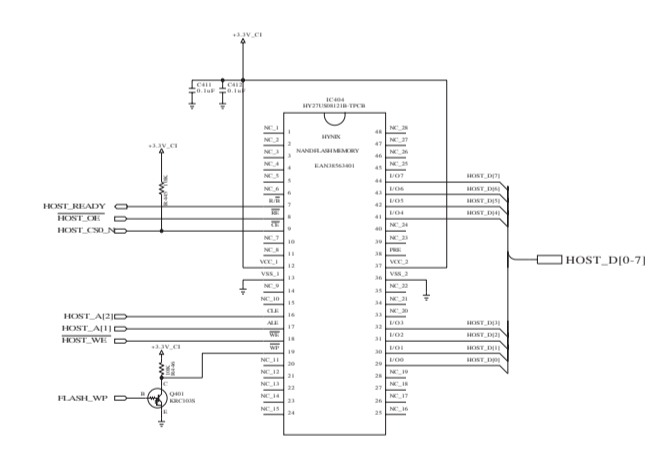 +3.3V_CI
C411
0.1uF
C412
0.1uF
IC404
HY27US08121B-TPCB
HYNIX
NAND FLASH MEMORY
EAN38563401
NC_1 1
NC_2 2
NC_3 3
NC_4 4
NC_5 5
NC_6 6
R/B 7
RE 8
CE 9
NC_7 10
NC_8 11
VCC_1 12
VSS_1 13
NC_9 14
NC_10 15
CLE 16
ALE 17
WE 18
WP 19
NC_11 20
NC_12 21
NC_13 22
NC_14 23
NC_15 24
48 NC_28
47 NC_27
46 NC_26
45 NC_25
44 I/O7 HOST_D[7]
43 I/O6 HOST_D[6]
42 I/O5 HOST_D[5]
41 I/O4 HOST_D[4]
40 NC_24
39 NC_23
38 PRE
37 VCC_2
36 VSS_2
35 NC_22
34 NC_21
33 NC_20
32 I/O3 HOST_D[3]
31 I/O2 HOST_D[2]
30 I/O1 HOST_D[1]
29 I/O0 HOST_D[0]
28 NC_19
27 NC_18
26 NC_17
25 NC_16
+3.3V_CI
HOST_READY
HOST_OE
HOST_CS0_N
HOST_A[2]
HOST_A[1]
HOST_WE
+3.3V_CI
FLASH_WP
B
C
E
Q401
KRC103S
HOST_D[0-7]